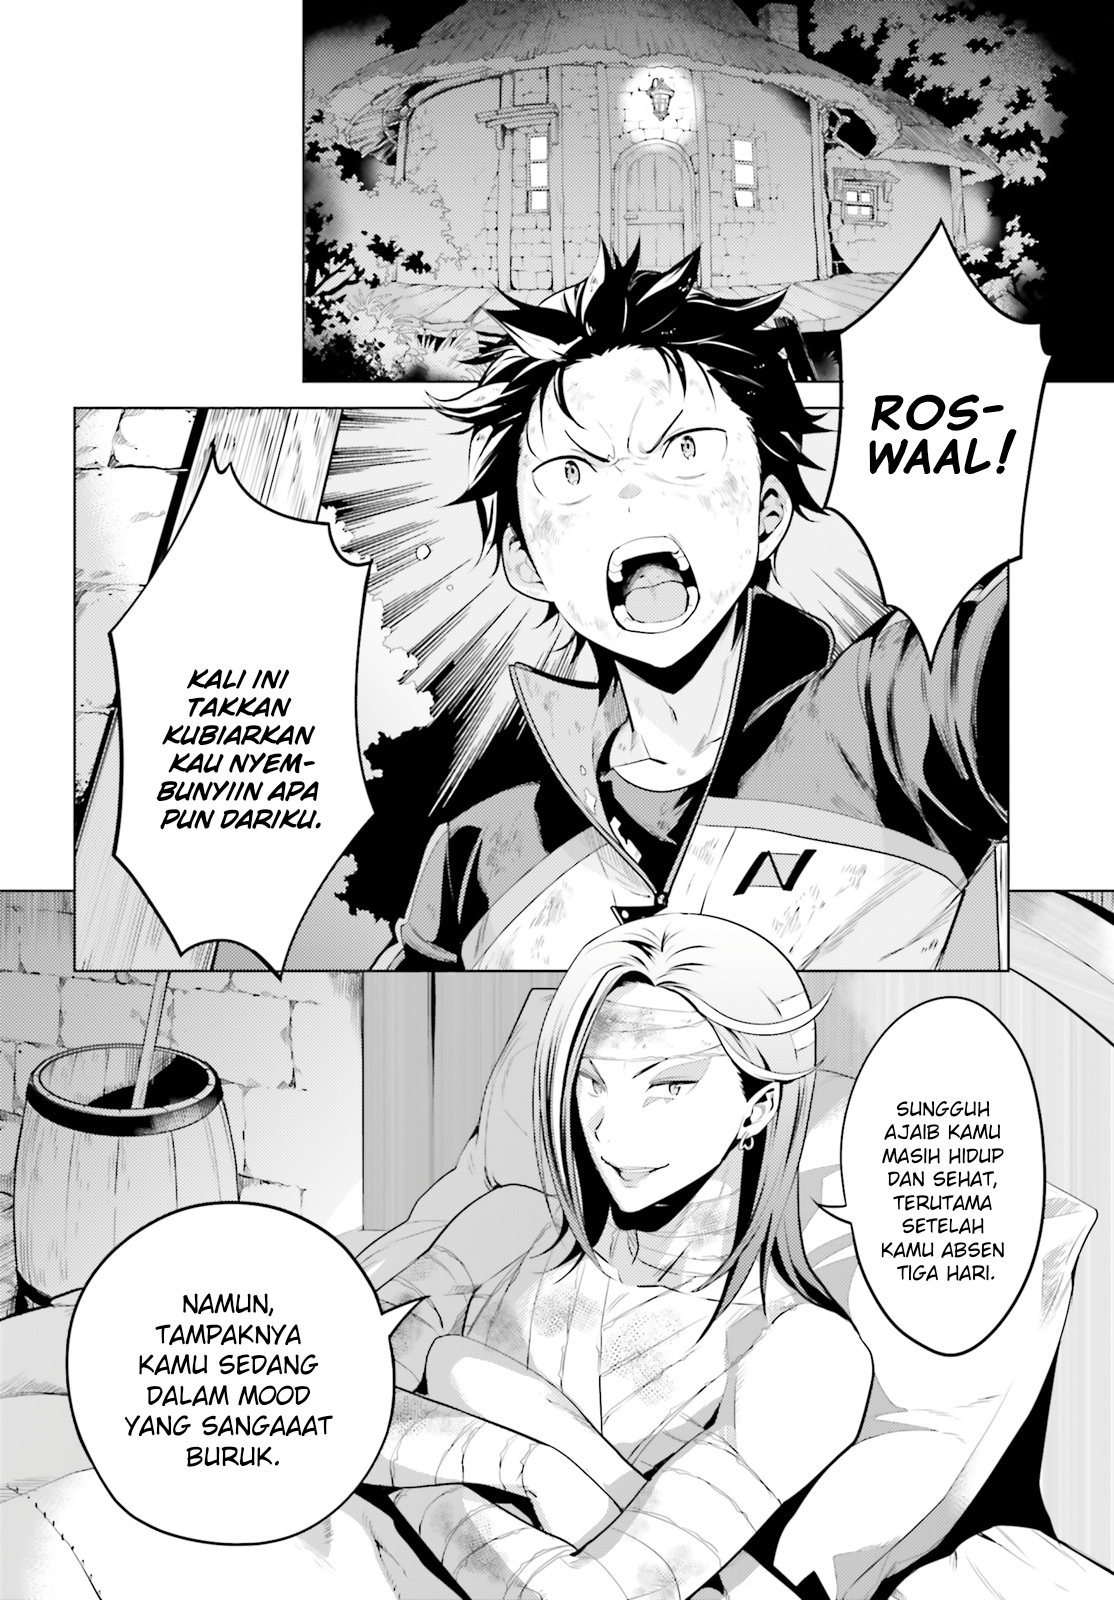 ROS-
WAAL!
KALI INI
TAKKAN
KUBIARKAN
KAU NYEM-
BUNYIIN APA
PUN DARIKU.
SUNGGUH
AJAIB KAMU
MASIH HIDUP
DAN SEHAT,
TERUTAMA
SETELAH
KAMU ABSEN
TIGA HARI.
NAMUN,
TAMPAKNYA
KAMU SEDANG
DALAM MOOD
YANG SANGAAAT
BURUK.